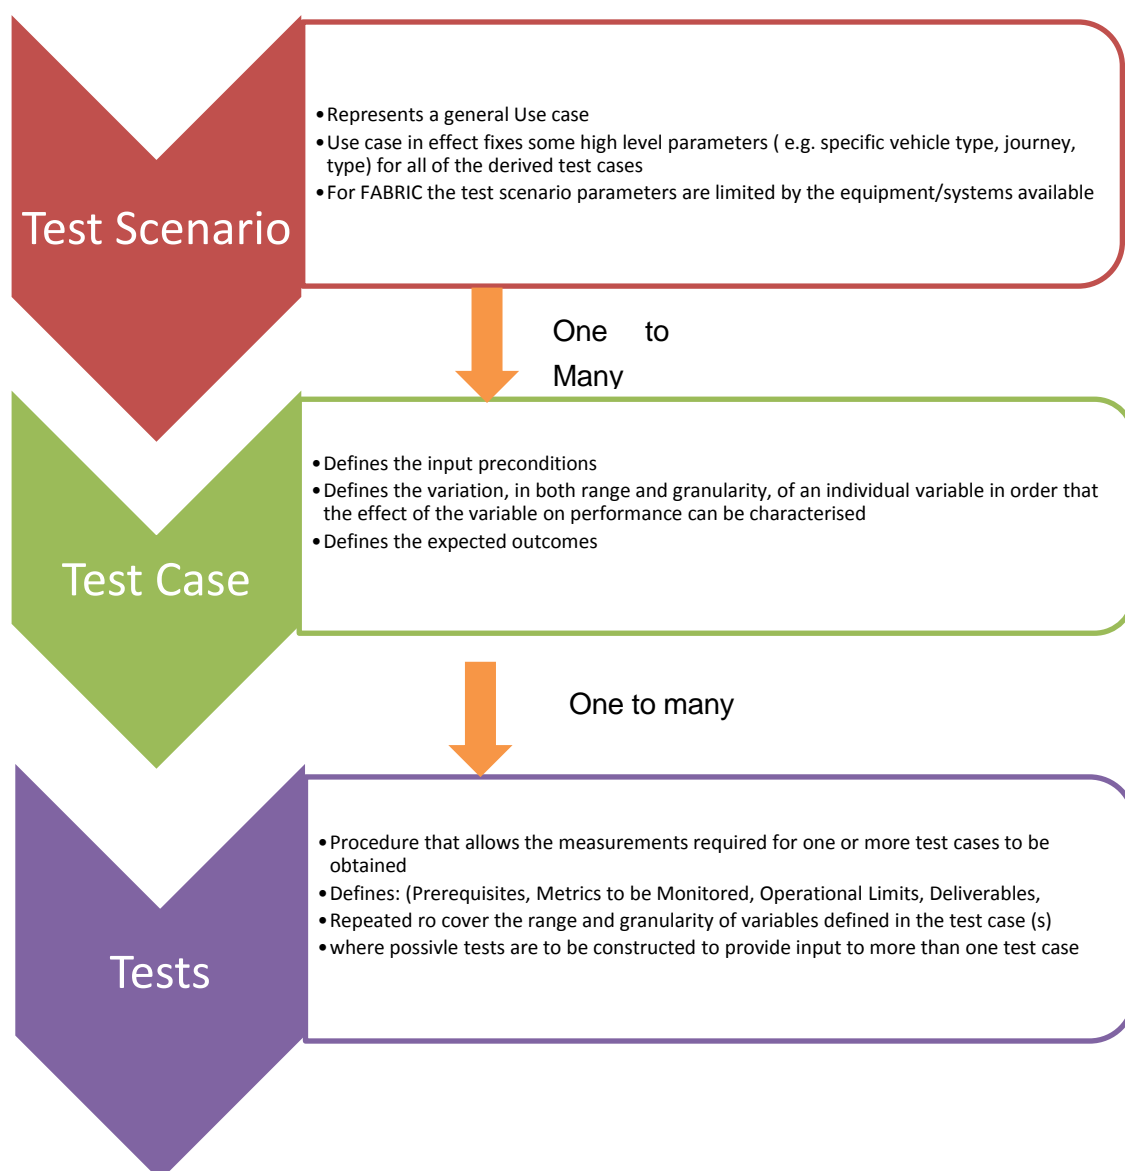 Test Scenario
•Represents a general Use case
•Use case in effect fixes some high level parameters ( e.g. specific vehicle type, journey,
type) for all of the derived test cases
•For FABRIC the test scenario parameters are limited by the equipment/systems available
One to
Many
Test Case
•Defines the input preconditions
•Defines the variation, in both range and granularity, of an individual variable in order that
the effect of the variable on performance can be characterised
•Defines the expected outcomes
One to many
Tests
•Procedure that allows the measurements required for one or more test cases to be
obtained
•Defines: (Prerequisites, Metrics to be Monitored, Operational Limits, Deliverables,
•Repeated ro cover the range and granularity of variables defined in the test case (s)
•where possivle tests are to be constructed to provide input to more than one test case